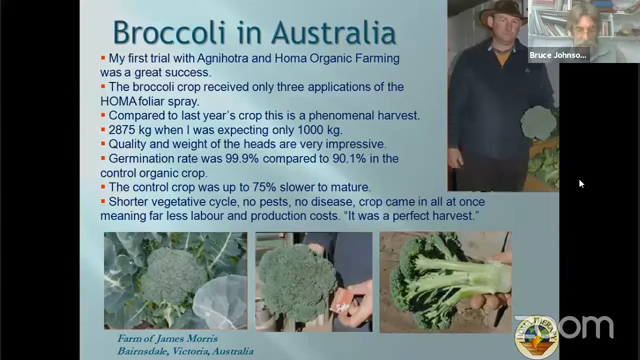 Broccoli in Australia
▪ My first trial with Agnihotra and Homa Organic Farming
was a great success.
▪ The broccoli crop received only three applications of the
HOMA foliar spray.
▪ Compared to last year's crop this is a phenomenal harvest.
▪ 2875 kg when I was expecting only 1000 kg.
▪ Quality and weight of the heads are very impressive.
▪ Germination rate was 99.9% compared to 90.1% in the
control organic crop.
▪ The control crop was up to 75% slower to mature.
▪ Shorter vegetative cycle, no pests, no disease, crop came in all at once
meaning far less labour and production costs. “It was a perfect harvest.”
Bruce Johnso...
Farm of James Morris
Bairnsdale, Victoria, Australia
zoom